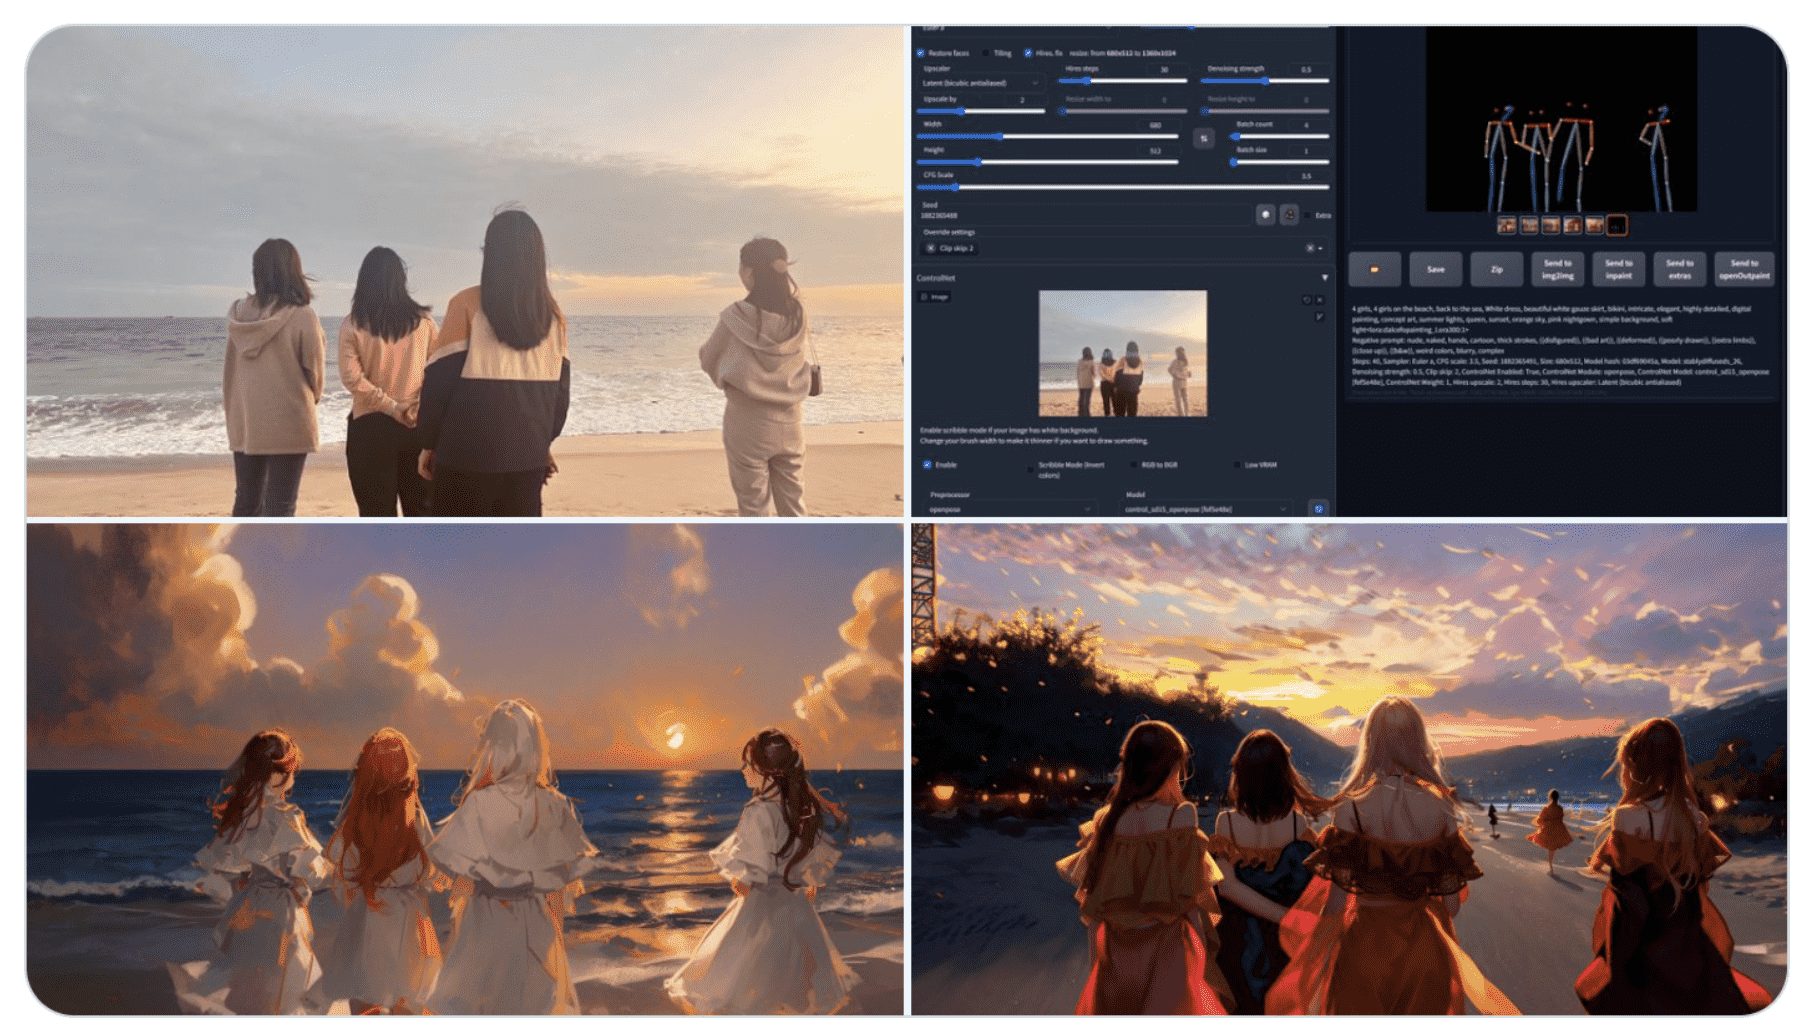 Euler a
Restore faces
Tiling
Hires. fix
resize: from 680x512 to 1360x1024
Upscaler
Hires steps
30
Denoising strength
0.5
Latent (bicubic antialiased)
Upscale by
2
Resize width to
0
Resize height to
0
Width
680
Batch count
4
Height
512
Batch size
1
CFG Scale
3.5
Seed
Extra
Override settings
Clip skip: 2
ControlNet
Image
Enable scribble mode if your image has white background.
Change your brush width to make it thinner if you want to draw something.
Enable
Scribble Mode (Invert
colors)
RGB to BGR
Low VRAM
Preprocessor
Model
openpose
control_sd15_openpose [fef5e48e]
Save
Zip
Send to
img2img
Send to
inpaint
Send to
extras
Send to
openOutpaint
4 girls, 4 girls on the beach, back to the sea, White dress, beautiful white gauze skirt, bikini, intricate, elegant, highly detailed, digital
painting, concept art, summer lights, queen, sunset, orange sky, pink nightgown, simple background, soft
Negative prompt: nude, naked, hands, cartoon, thick strokes, ((disfigured)), ((bad art)), ((deformed)), ((poorly drawn)), ((extra limbs)),
((close up)), ((b&w)), weird colors, blurry, complex
Steps: 40, Sampler: Euler a, CFG scale: 3.5, Seed: Size: 680x512, Model hash: Model:
Denoising strength: 0.5, Clip skip: 2, ControlNet Enabled: True, ControlNet Module: openpose, ControlNet Model: control_sd15_openpose
[fef5e48e], ControlNet Weight: 1, Hires upscale: 2, Hires steps: 30, Hires upscaler: Latent (bicubic antialiased)